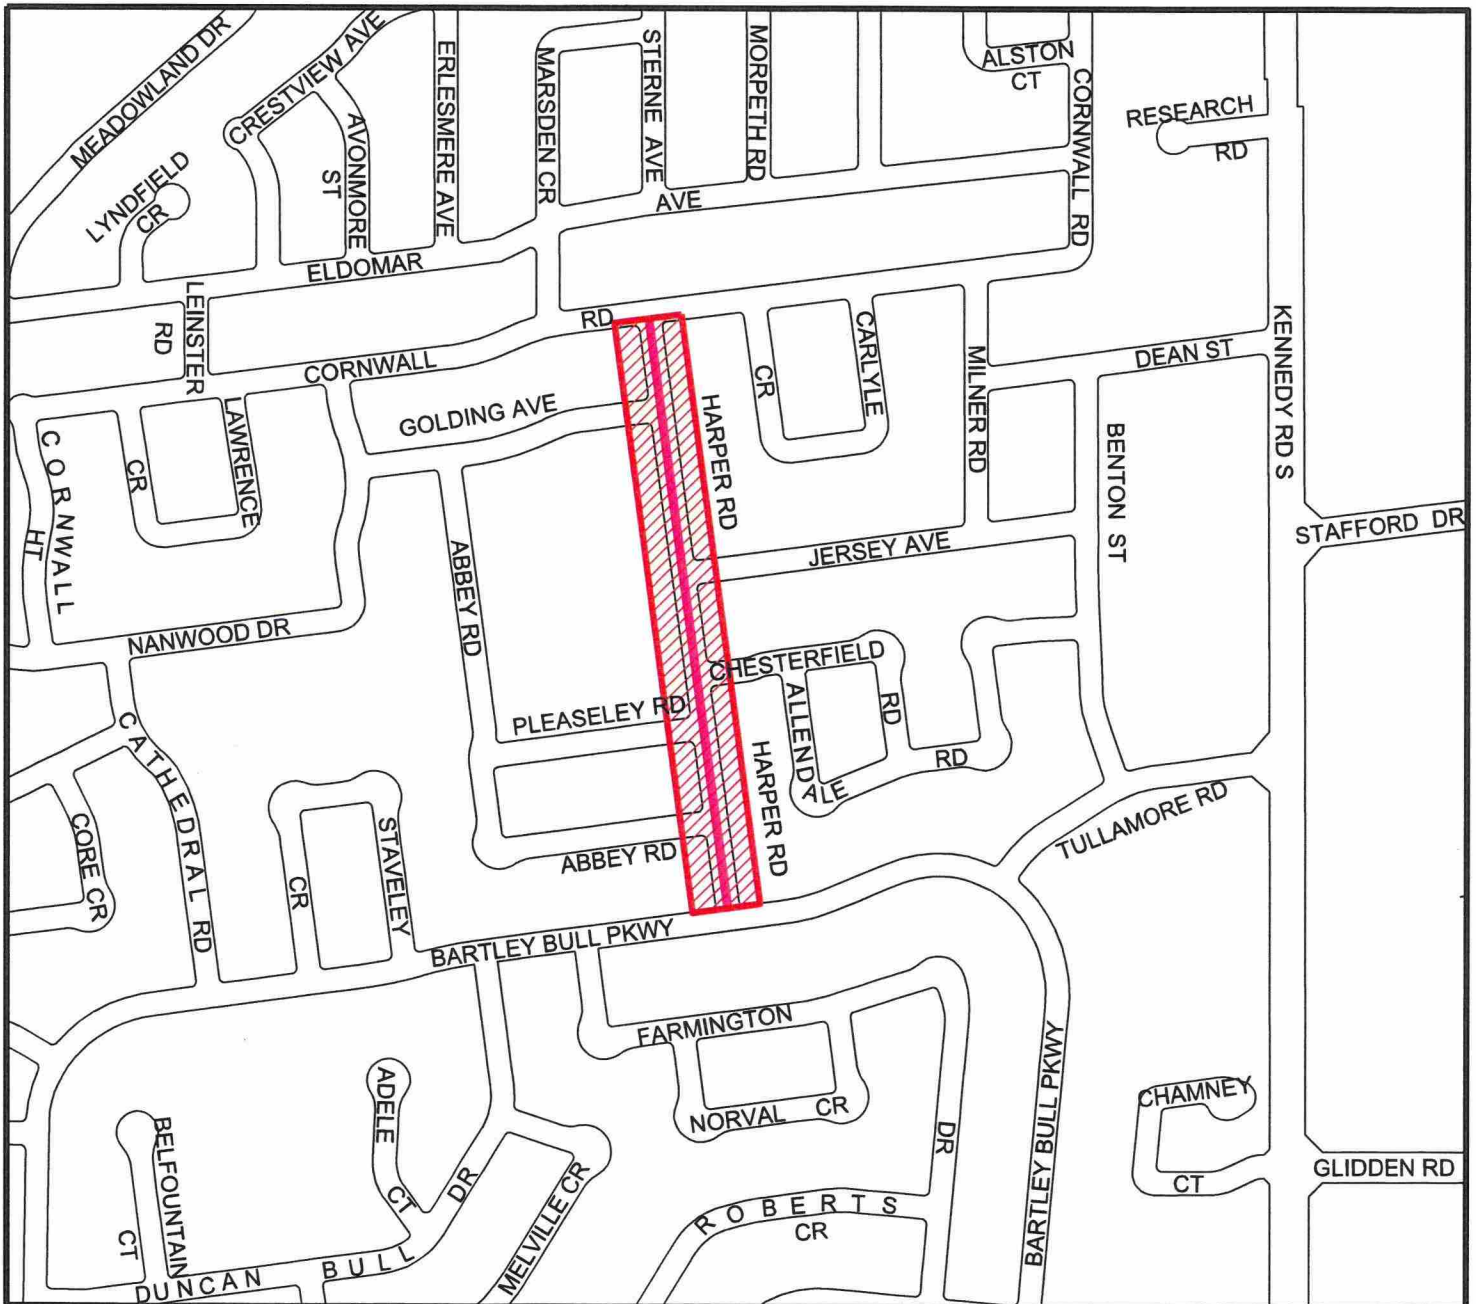 MEADOWLAND DR
CRESTVIEW AVE
ERLESMERE AVE
MARSDEN CR
STERNE AVE
MORPETH RD
ALSTON
CT
CORNWALL RD
RESEARCH
RD
LYNDFIELD
CR
AVONMORE
ST
AVE
ELDOMAR
LEINSTER
RD
RD
CORNWALL
KENNEDY RD S
DEAN ST
CARLYLE
CR
MILNER RD
GOLDING AVE
HARPER RD
LAWRENCE
CR
CORNWALL
HT
BENTON ST
STAFFORD DR
JERSEY AVE
ABBEY RD
NANWOOD DR
CHESTERFIELD
RD
ALLENDALE
RD
PLEASELEY RD
CATHEDRAL RD
HARPER RD
TULLAMORE RD
CORE CR
STAVELEY
CR
ABBEY RD
BARTLEY BULL PKWY
FARMINGTON
DR
NORVAL CR
BARTLEY BULL PKWY
CHAMNEY
CT
GLIDDEN RD
ADELE
CT
BELFOUNTAIN
CT
DUNCAN BULL DR
MELVILLE CR
ROBERTS
CR